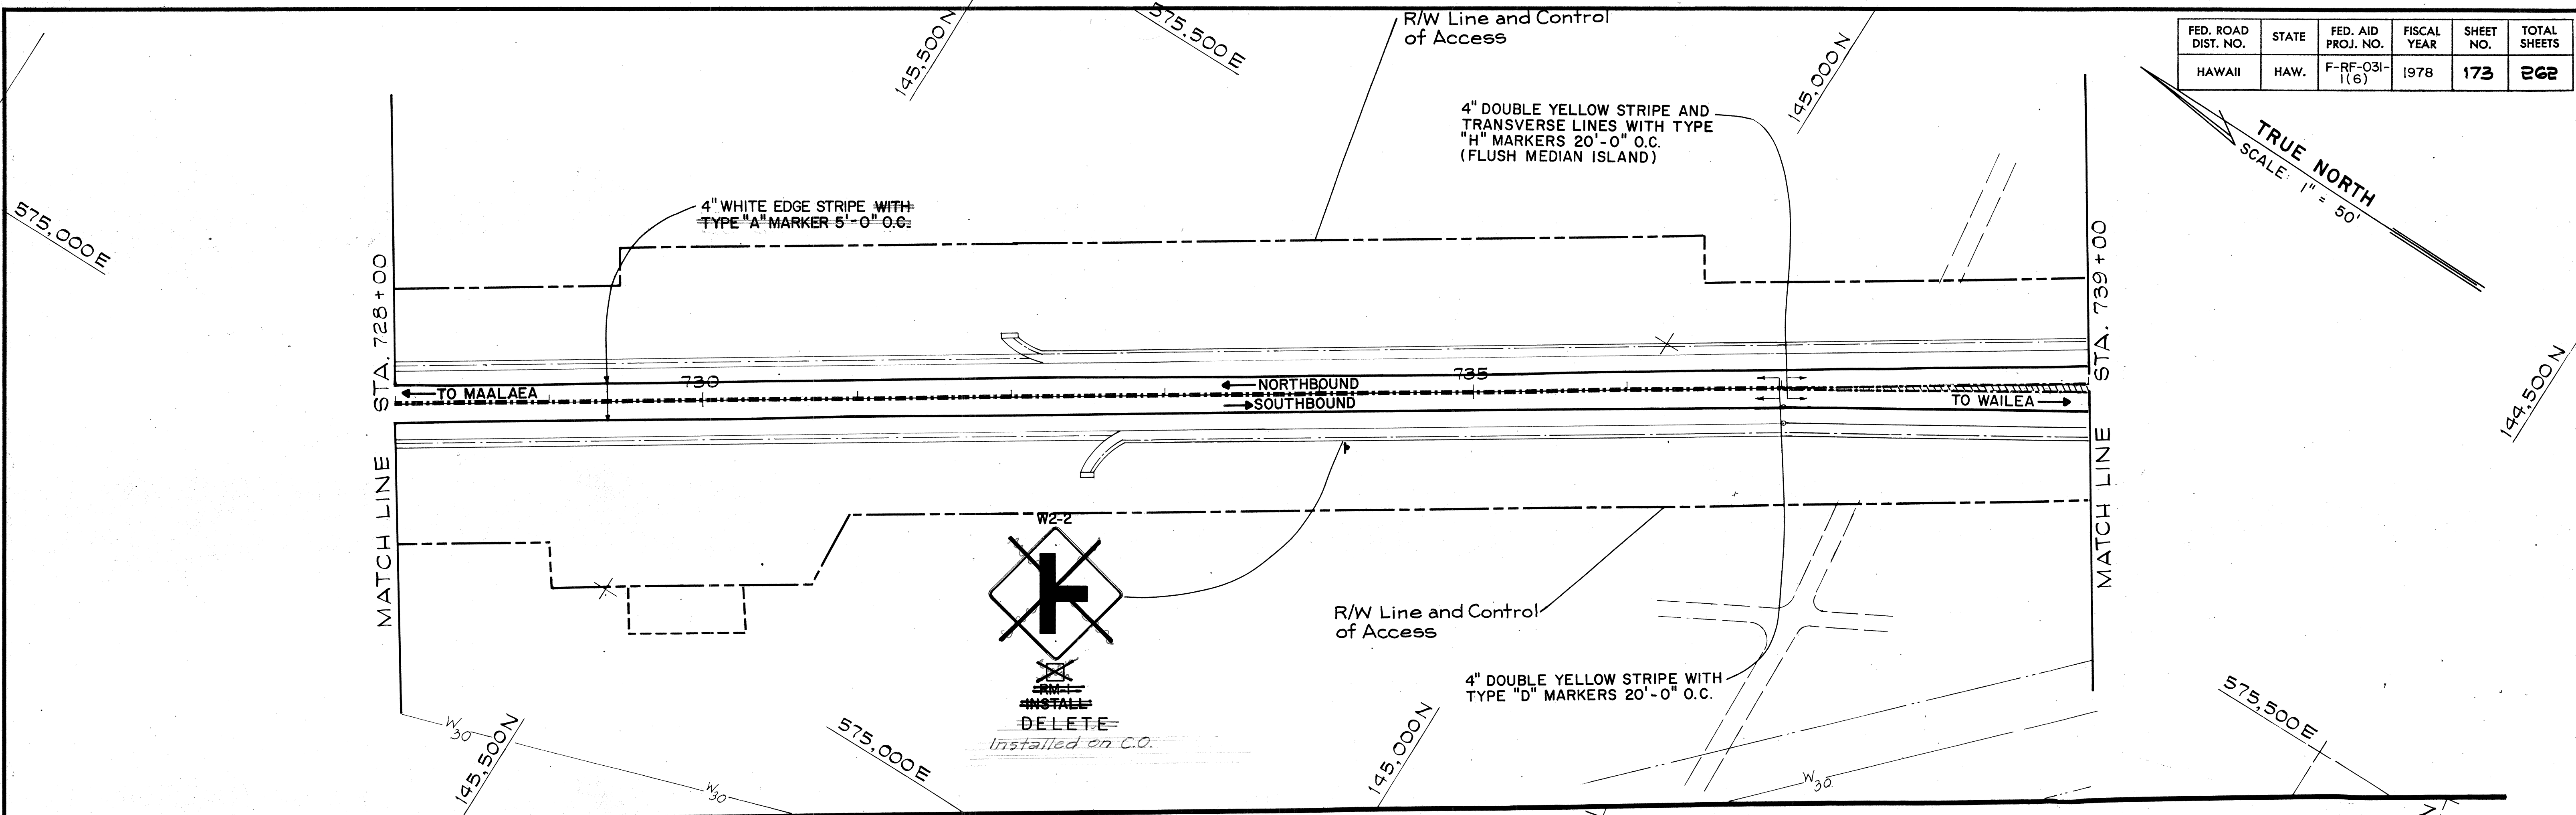 145,500 N
575,500 E
R/W Line and Control
of Access
145,000 N
FED. ROAD DIST. NO. STATE FED. AID PROJ. NO. FISCAL YEAR SHEET NO. TOTAL SHEETS
HAWAII HAW. F-RF-031-1(6) 1978 173 262
TRUE NORTH
SCALE: 1" = 50'
4" DOUBLE YELLOW STRIPE AND
TRANSVERSE LINES WITH TYPE
"H" MARKERS 20'-0" O.C.
(FLUSH MEDIAN ISLAND)
575,000 E
4" WHITE EDGE STRIPE WITH
TYPE "A" MARKER 5'-0" O.C.
STA. 728+00
MATCH LINE
STA. 739+00
MATCH LINE
144,500 N
730
735
TO MAALAEA
NORTHBOUND
SOUTHBOUND
TO WAILEA
W2-2
RM-1
INSTALL
DELETE
Installed on C.O.
R/W Line and Control
of Access
4" DOUBLE YELLOW STRIPE WITH
TYPE "D" MARKERS 20'-0" O.C.
W30
145,500 N
W30
575,000 E
145,000 N
W30
575,500 E